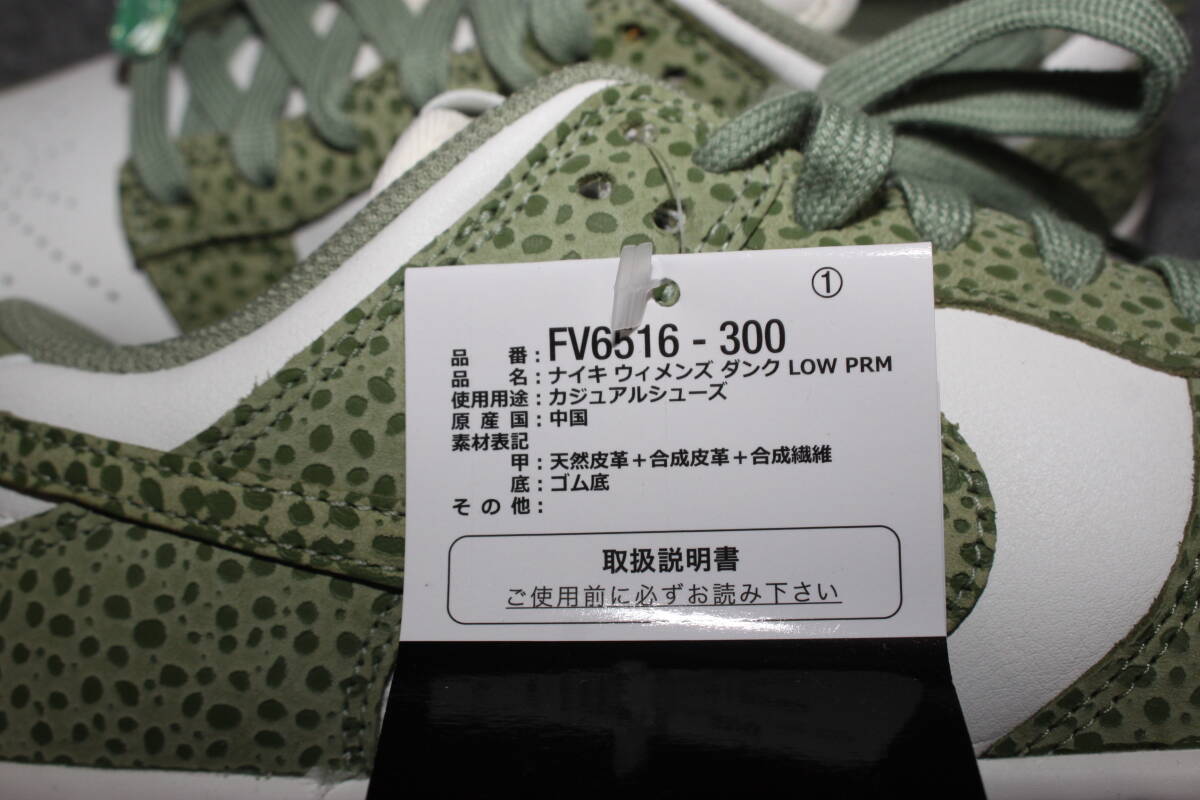 ①
品番：FV6516 - 300
品名：ナイキ ウィメンズ ダンク LOW PRM
使用用途：カジュアルシューズ
原産国：中国
素材表記
甲：天然皮革＋合成皮革＋合成繊維
底：ゴム底
その他：
取扱説明書
ご使用前に必ずお読み下さい